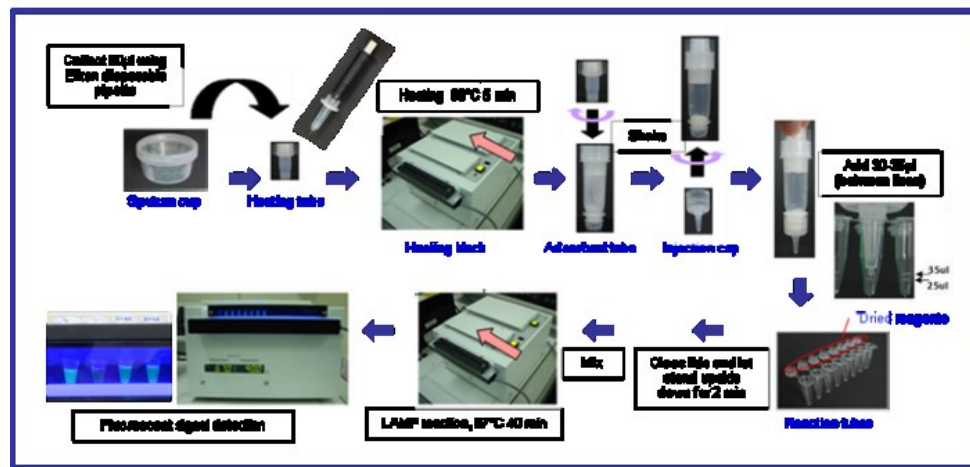 Collect 60µl using
Eiken disposable
pipette
Heating 90°C 5 min
Shake
Add 30-35µl
(between lines)
Sputum cup
Heating tube
Heating block
Adsorbent tube
Injection cap
35ul
25ul
Dried reagents
Mix
Close lids and let
stand upside
down for 2 min
Fluorescent signal detection
LAMP reaction, 67°C 40 min
Reaction tubes